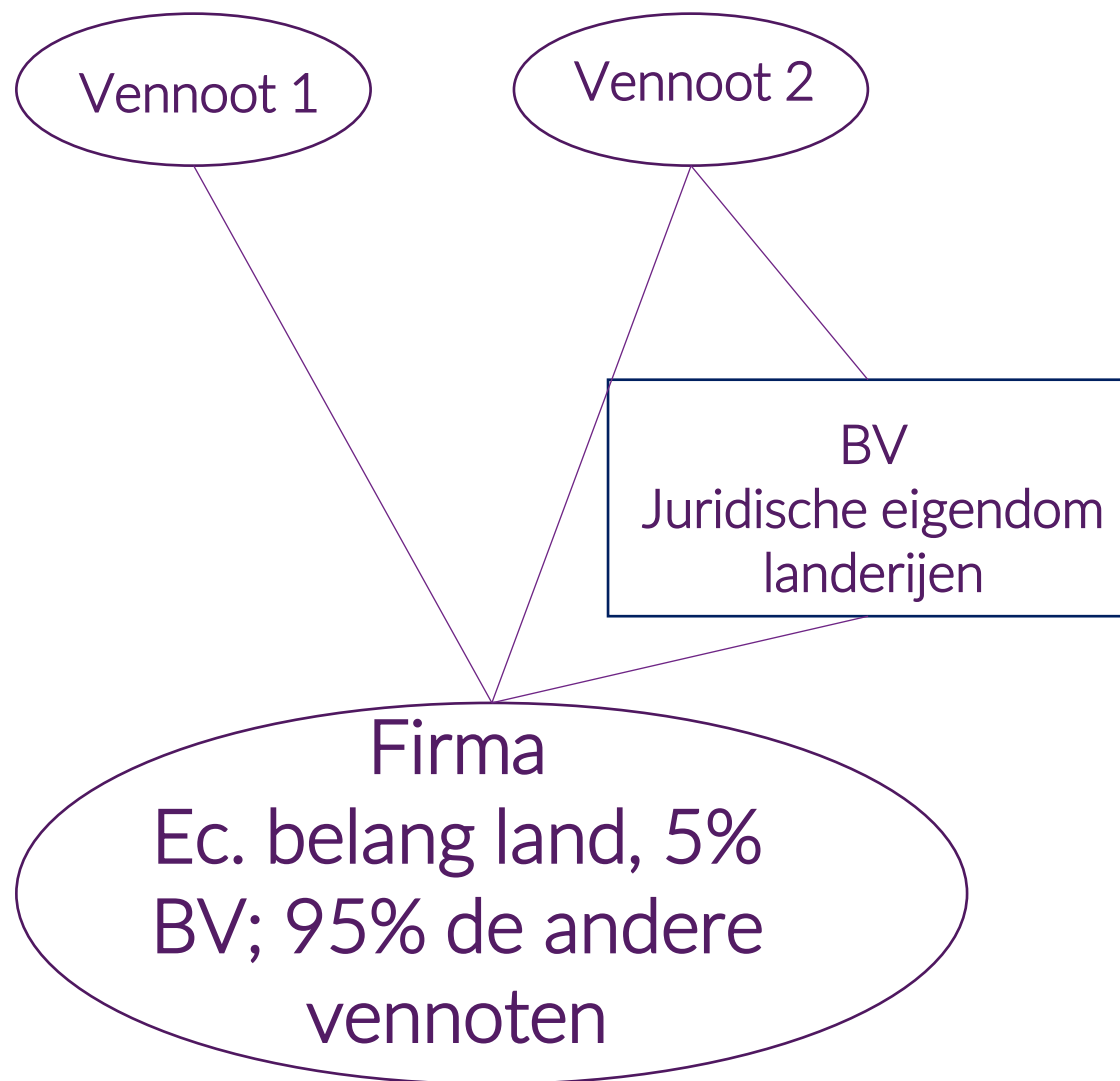 Vennoot 1
Vennoot 2
BV
Juridische eigendom
landerijen
Firma
Ec. belang land, 5%
BV; 95% de andere
vennoten